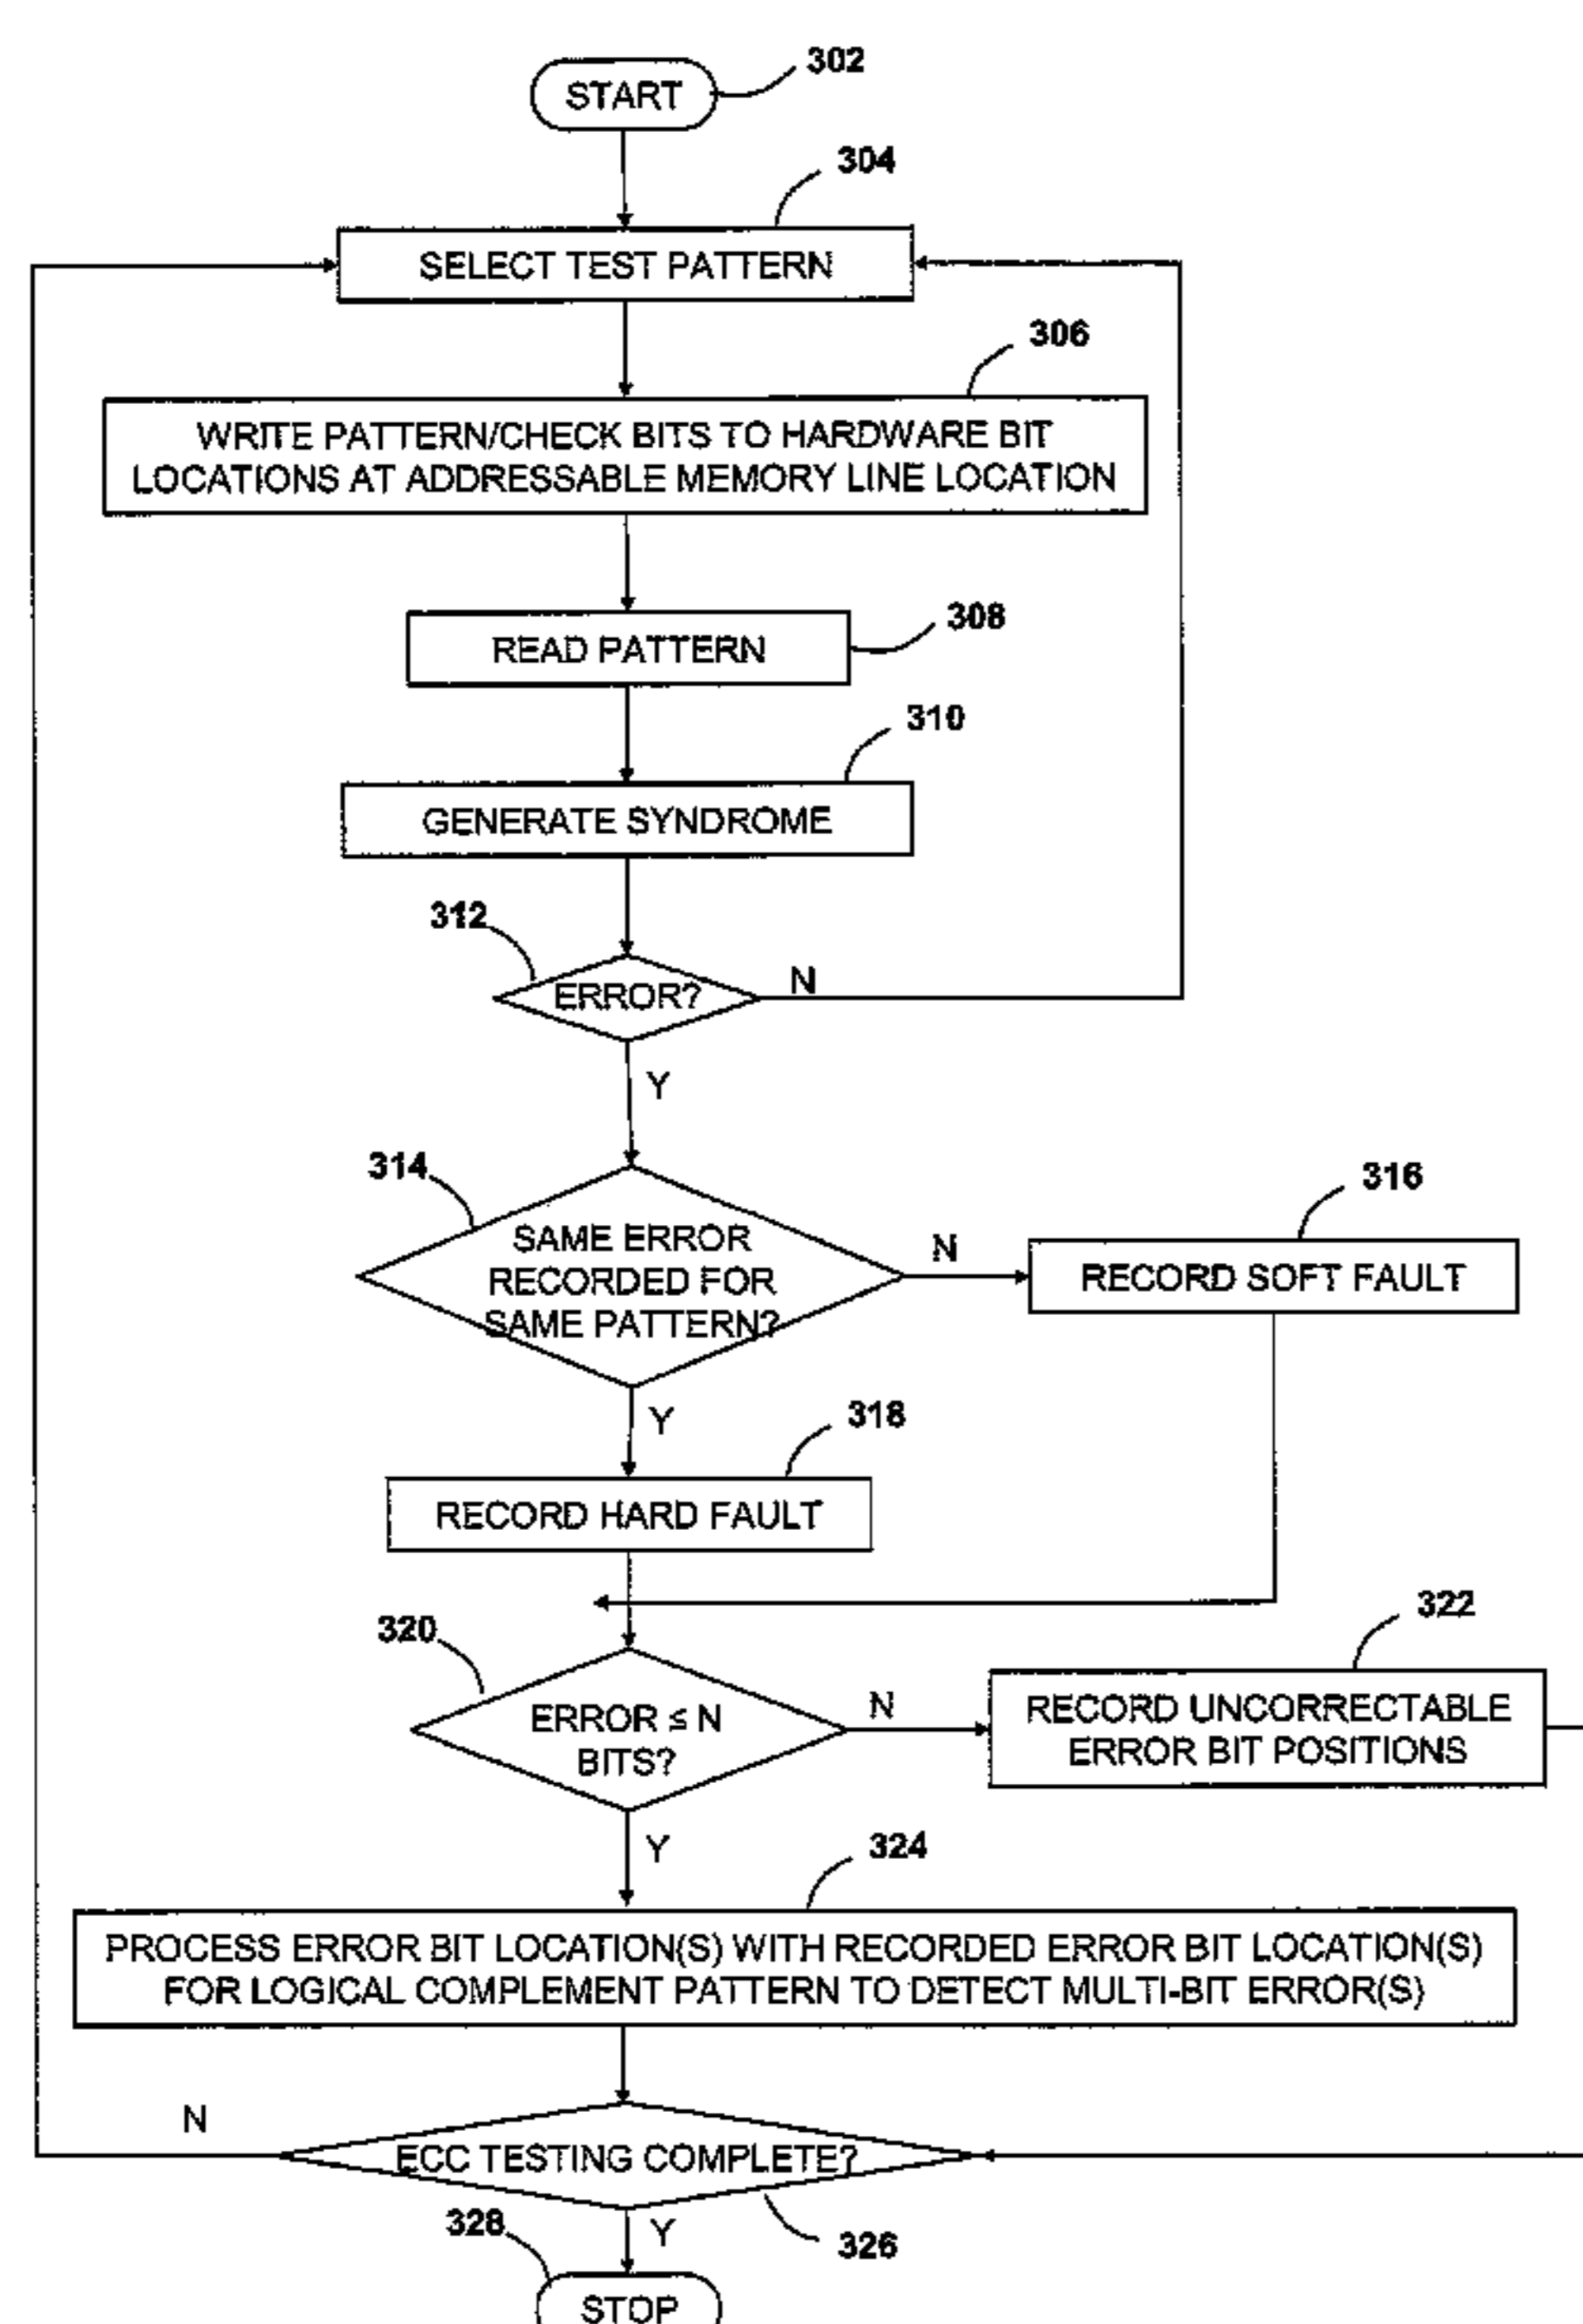 302
START
304
SELECT TEST PATTERN
306
WRITE PATTERN/CHECK BITS TO HARDWARE BIT
LOCATIONS AT ADDRESSABLE MEMORY LINE LOCATION
308
READ PATTERN
310
GENERATE SYNDROME
312
ERROR?
N
Y
314
SAME ERROR
RECORDED FOR
SAME PATTERN?
N
316
RECORD SOFT FAULT
Y
318
RECORD HARD FAULT
320
ERROR ≤ N
BITS?
N
322
RECORD UNCORRECTABLE
ERROR BIT POSITIONS
Y
324
PROCESS ERROR BIT LOCATION(S) WITH RECORDED ERROR BIT LOCATION(S)
FOR LOGICAL COMPLEMENT PATTERN TO DETECT MULTI-BIT ERROR(S)
N
ECC TESTING COMPLETE?
326
Y
328
STOP